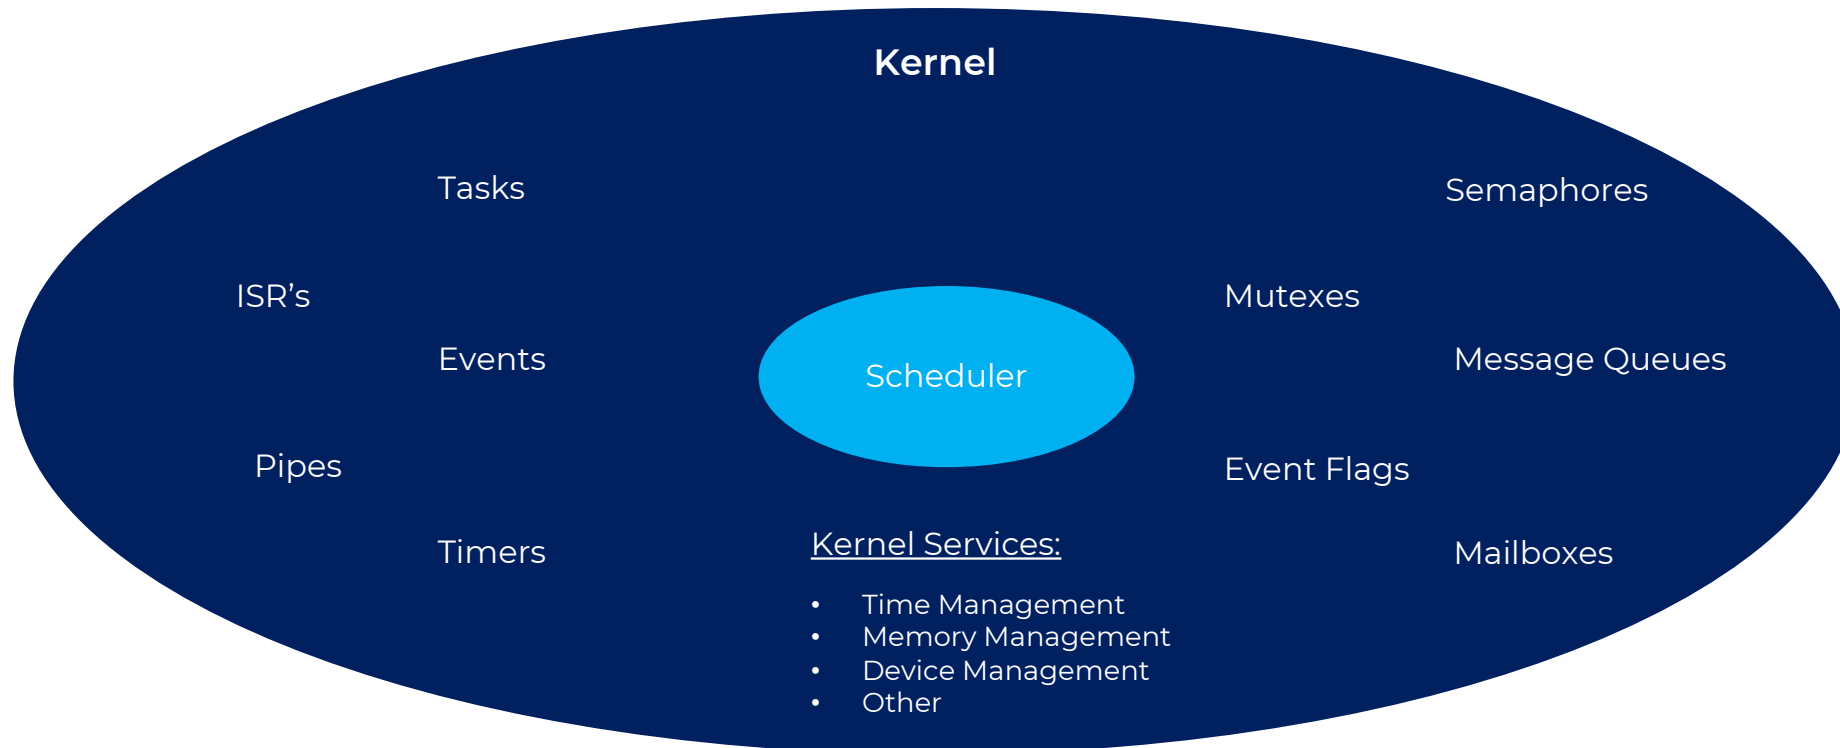 Kernel
Tasks
Semaphores
ISR’s
Mutexes
Events
Scheduler
Message Queues
Pipes
Event Flags
Timers
Kernel Services:
Mailboxes
• Time Management
• Memory Management
• Device Management
• Other